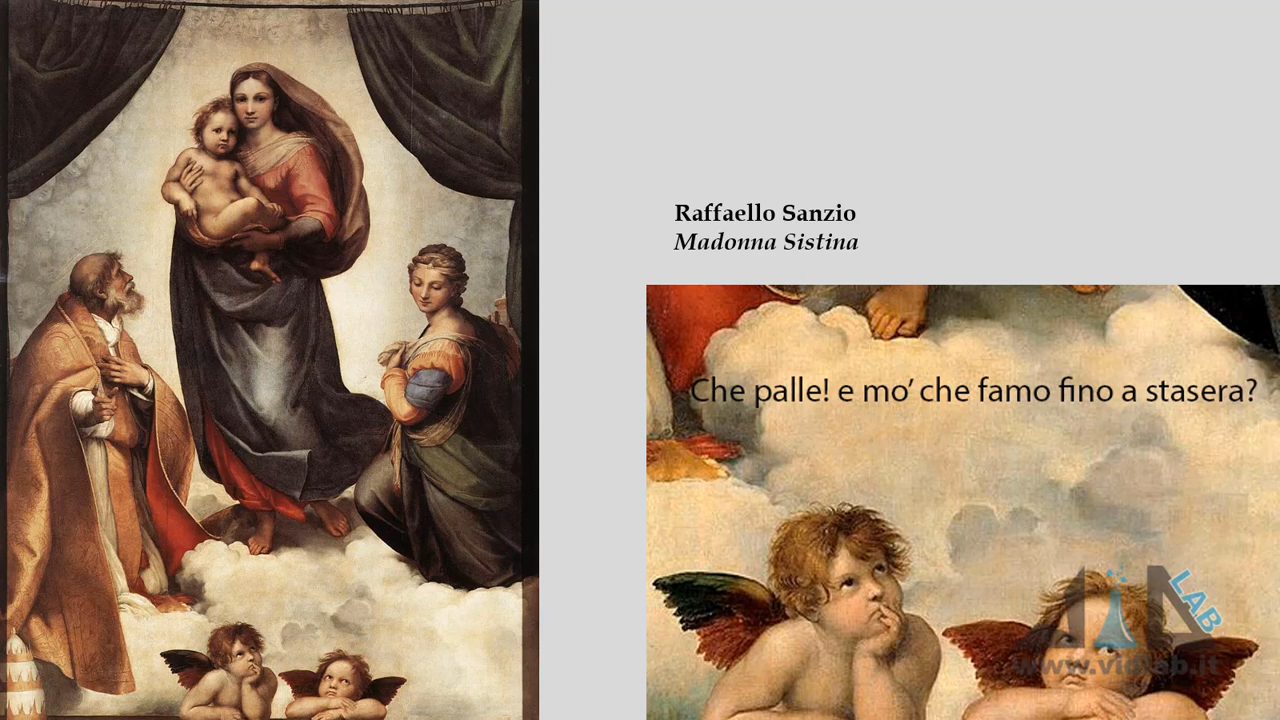 Raffaello Sanzio
Madonna Sistina
Che palle! e mo’ che famo fino a stasera?
LAB
www.vidlab.it